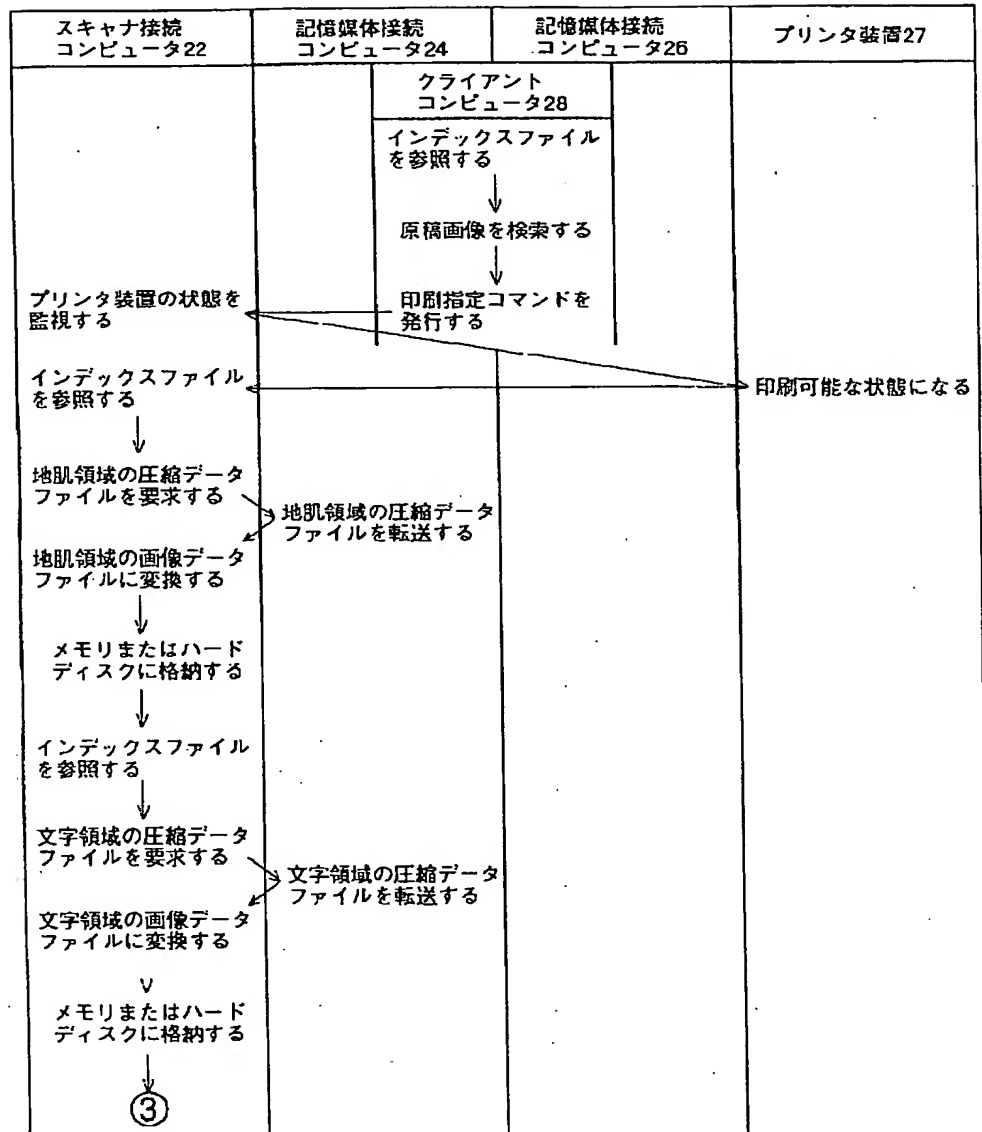 スキャナ接続
コンピュータ22
記憶媒体接続
コンピュータ24
記憶媒体接続
コンピュータ26
プリンタ装置27
クライアント
コンピュータ28
インデックスファイル
を参照する
原稿画像を検索する
印刷指定コマンドを
発行する
プリンタ装置の状態を
監視する
印刷可能な状態になる
インデックスファイル
を参照する
地肌領域の圧縮データ
ファイルを要求する
地肌領域の圧縮データ
ファイルを転送する
地肌領域の画像データ
ファイルに変換する
メモリまたはハード
ディスクに格納する
インデックスファイル
を参照する
文字領域の圧縮データ
ファイルを要求する
文字領域の圧縮データ
ファイルを転送する
文字領域の画像データ
ファイルに変換する
メモリまたはハード
ディスクに格納する
③